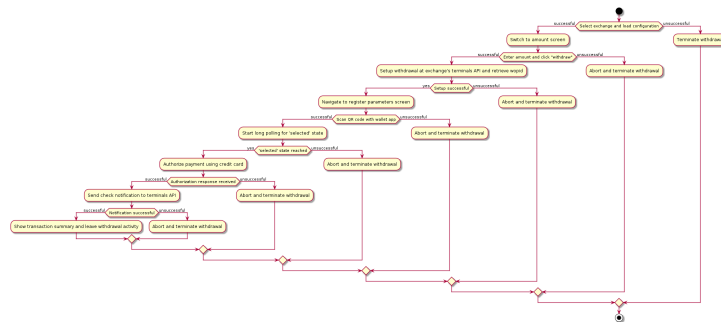 Select exchange and load configuration
successful
unsuccessful
Switch to amount screen
Terminate withdrawal
Enter amount and click "withdraw"
successful
unsuccessful
Setup withdrawal at exchange's terminals API and retrieve wopid
Abort and terminate withdrawal
Setup successful
yes
unsuccessful
Navigate to register parameters screen
Abort and terminate withdrawal
Scan QR code with wallet app
successful
unsuccessful
Start long polling for 'selected' state
Abort and terminate withdrawal
'selected' state reached
yes
unsuccessful
Authorize payment using credit card
Abort and terminate withdrawal
Authorization response received
successful
unsuccessful
Send check notification to terminals API
Abort and terminate withdrawal
Notification successful
successful
unsuccessful
Show transaction summary and leave withdrawal activity
abort and terminate withdrawal